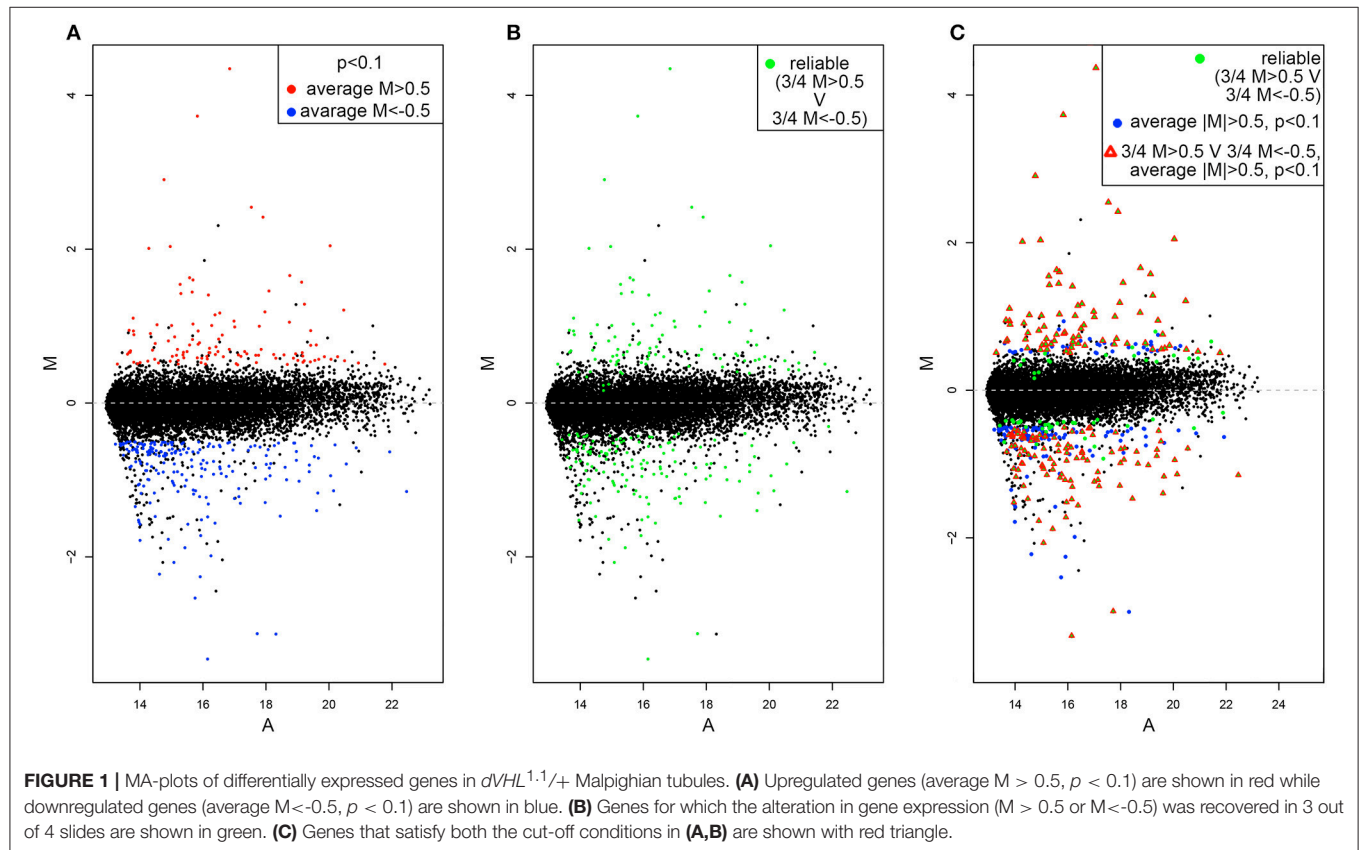 A
p<0.1
average M>0.5
avarage M<-0.5
4
2
0
−2
M
14 16 18 20 22
A
B
reliable
(3/4 M>0.5
V
3/4 M<-0.5)
4
2
0
−2
M
14 16 18 20 22
A
C
reliable
(3/4 M>0.5 V
3/4 M<-0.5)
average |M|>0.5, p<0.1
3/4 M>0.5 V 3/4 M<-0.5,
average |M|>0.5, p<0.1
4
2
0
−2
M
14 16 18 20 22 24
A
FIGURE 1 | MA-plots of differentially expressed genes in dVHL1.1/+ Malpighian tubules. (A) Upregulated genes (average M > 0.5, p < 0.1) are shown in red while
downregulated genes (average M<-0.5, p < 0.1) are shown in blue. (B) Genes for which the alteration in gene expression (M > 0.5 or M<-0.5) was recovered in 3 out
of 4 slides are shown in green. (C) Genes that satisfy both the cut-off conditions in (A,B) are shown with red triangle.